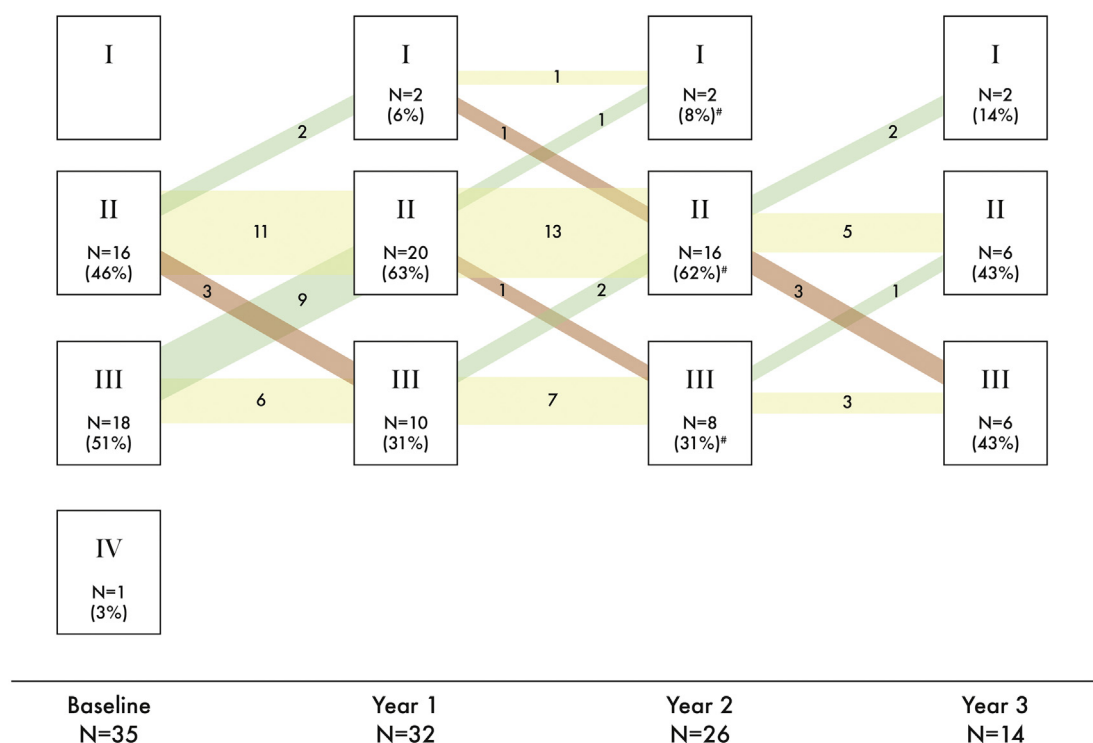 I
I
N=2
(6%)
I
N=2
(8%)#
I
N=2
(14%)
2
1
1
1
2
II
N=16
(46%)
II
N=20
(63%)
II
N=16
(62%)#
II
N=6
(43%)
11
13
5
3
9
1
2
3
1
III
N=18
(51%)
III
N=10
(31%)
III
N=8
(31%)#
III
N=6
(43%)
6
7
3
IV
N=1
(3%)
Baseline
N=35
Year 1
N=32
Year 2
N=26
Year 3
N=14